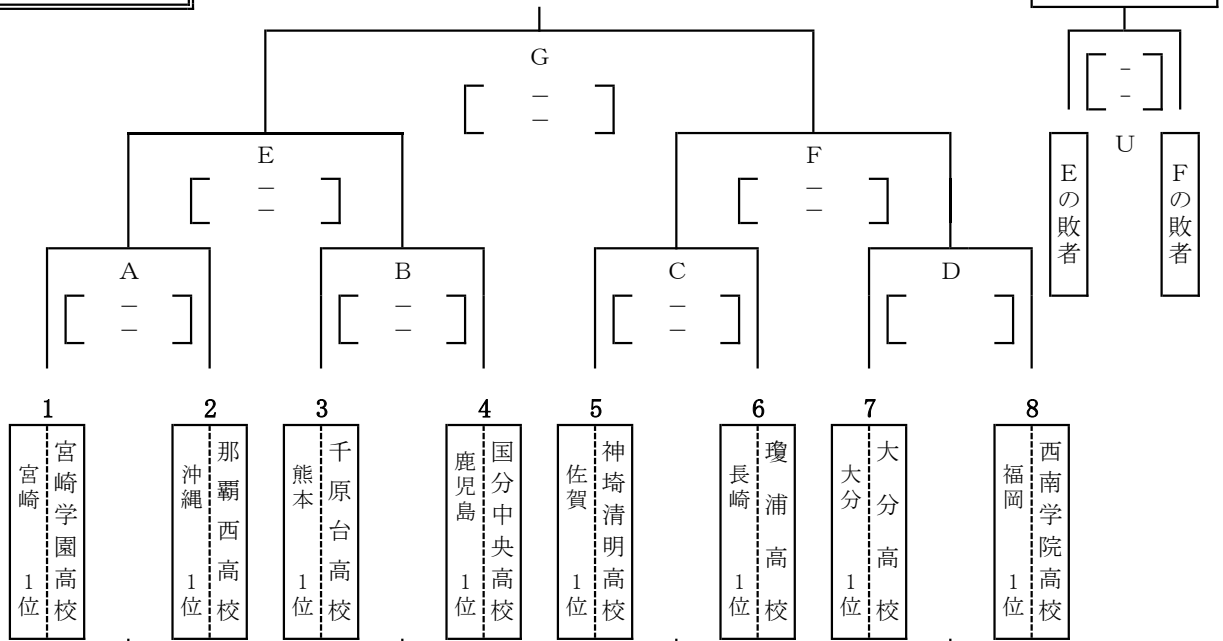 G
－
－
-
-
U
Eの敗者
Fの敗者
E
－
－
F
－
－
A
－
－
B
－
－
C
－
－
D
1
2
3
4
5
6
7
8
宮崎 1位
宮崎学園高校
沖縄 1位
那覇西高校
熊本 1位
千原台高校
鹿児島 1位
国分中央高校
佐賀 1位
神埼清明高校
長崎 1位
瓊浦高校
大分 1位
大分高校
福岡 1位
西南学院高校